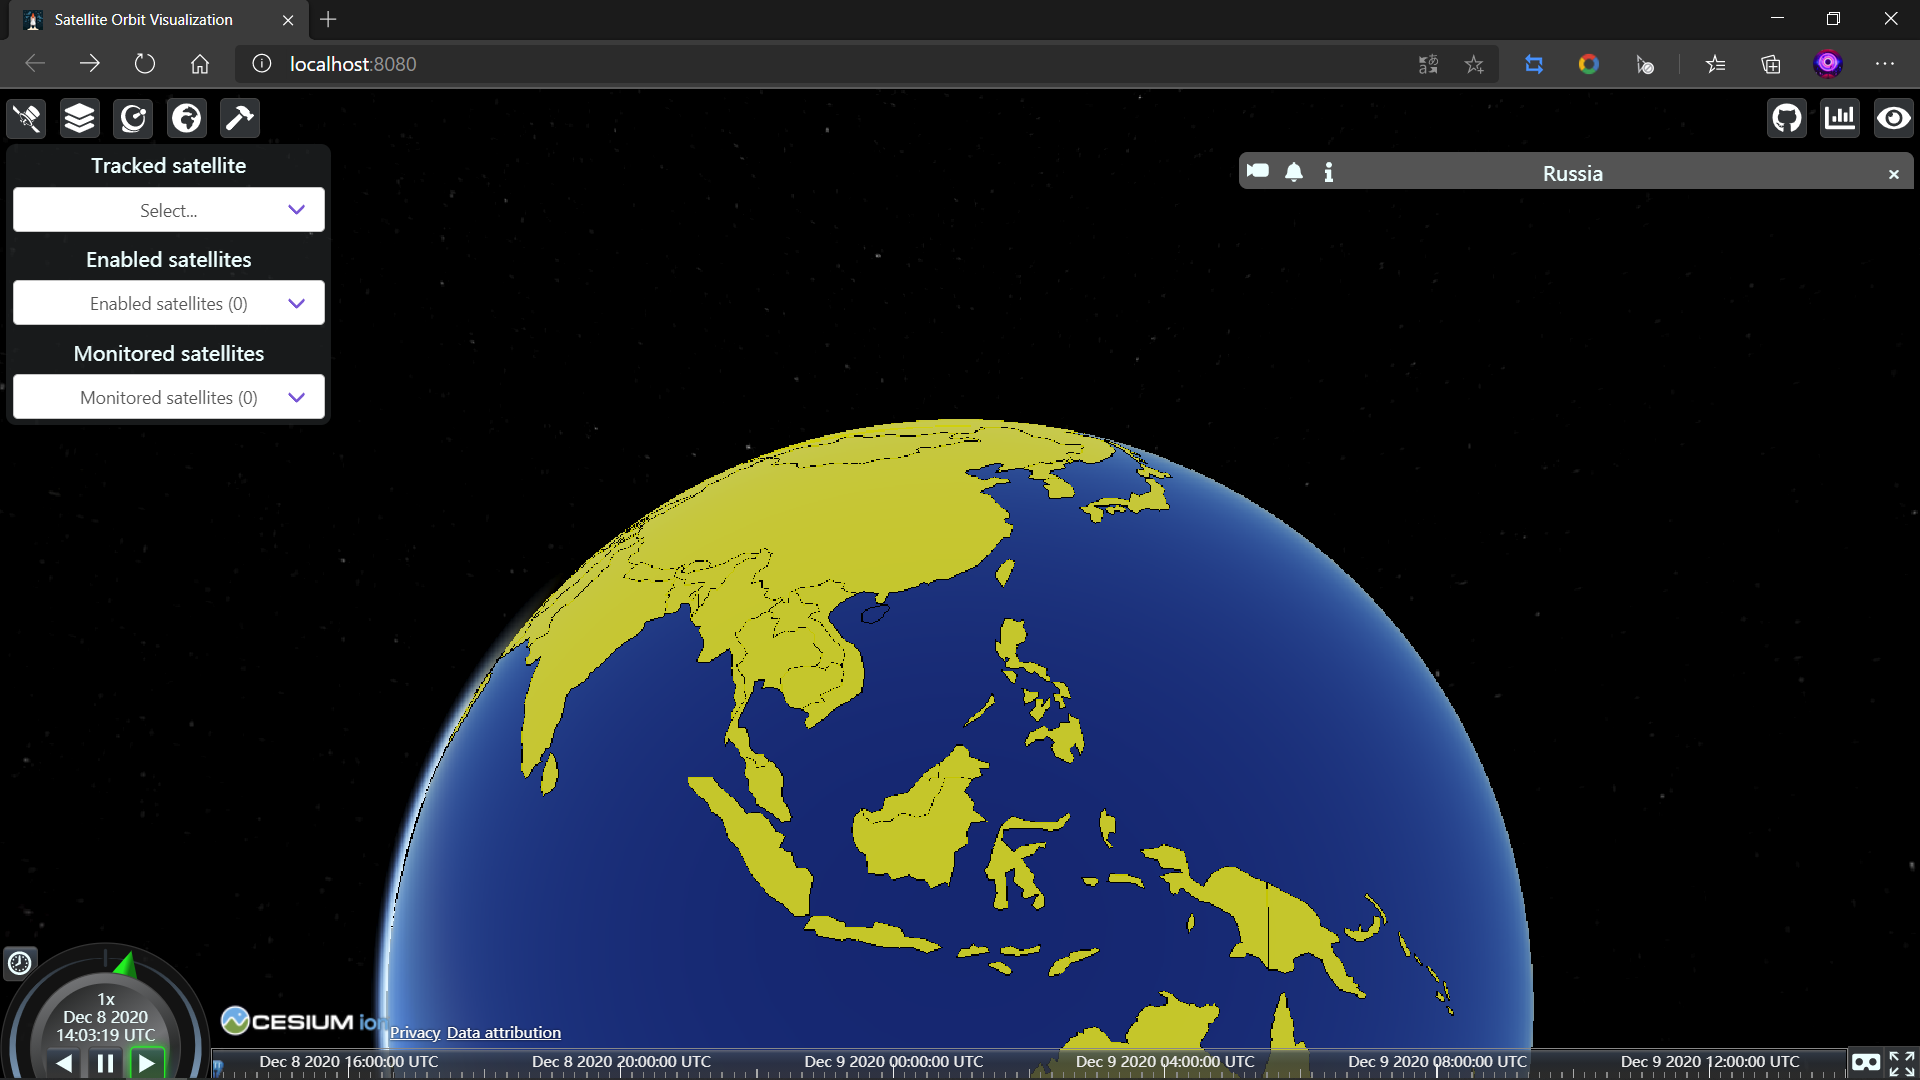 Satellite Orbit Visualization
localhost:8080
Tracked satellite
Select...
Enabled satellites
Enabled satellites (0)
Monitored satellites
Monitored satellites (0)
Russia
1x
Dec 8 2020
14:03:19 UTC
CESIUM ion
Privacy Data attribution
Dec 8 2020 16:00:00 UTC Dec 8 2020 20:00:00 UTC Dec 9 2020 00:00:00 UTC Dec 9 2020 04:00:00 UTC Dec 9 2020 08:00:00 UTC Dec 9 2020 12:00:00 UTC